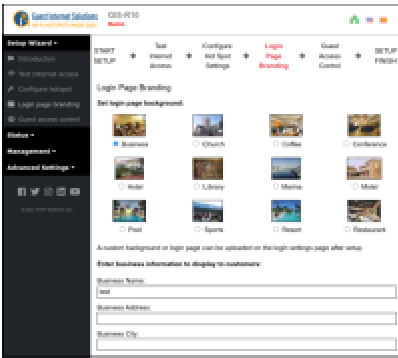 Guest Internet Solutions
GIS-R10
Home
Setup Wizard
Introduction
Test internet access
Configure hotspot
Login page branding
Guest access control
Status
Management
Advanced Settings
START SETUP
Test Internet Access
Configure Hot Spot Settings
Login Page Branding
Guest Access Control
SETUP FINISH
Login Page Branding
Set login page background:
Business
Church
Coffee
Conference
Hotel
Library
Marina
Motel
Pool
Sports
Resort
Restaurant
A custom background or login page can be uploaded on the login settings page after setup.
Enter business information to display to customers:
Business Name:
test
Business Address:
Business City: